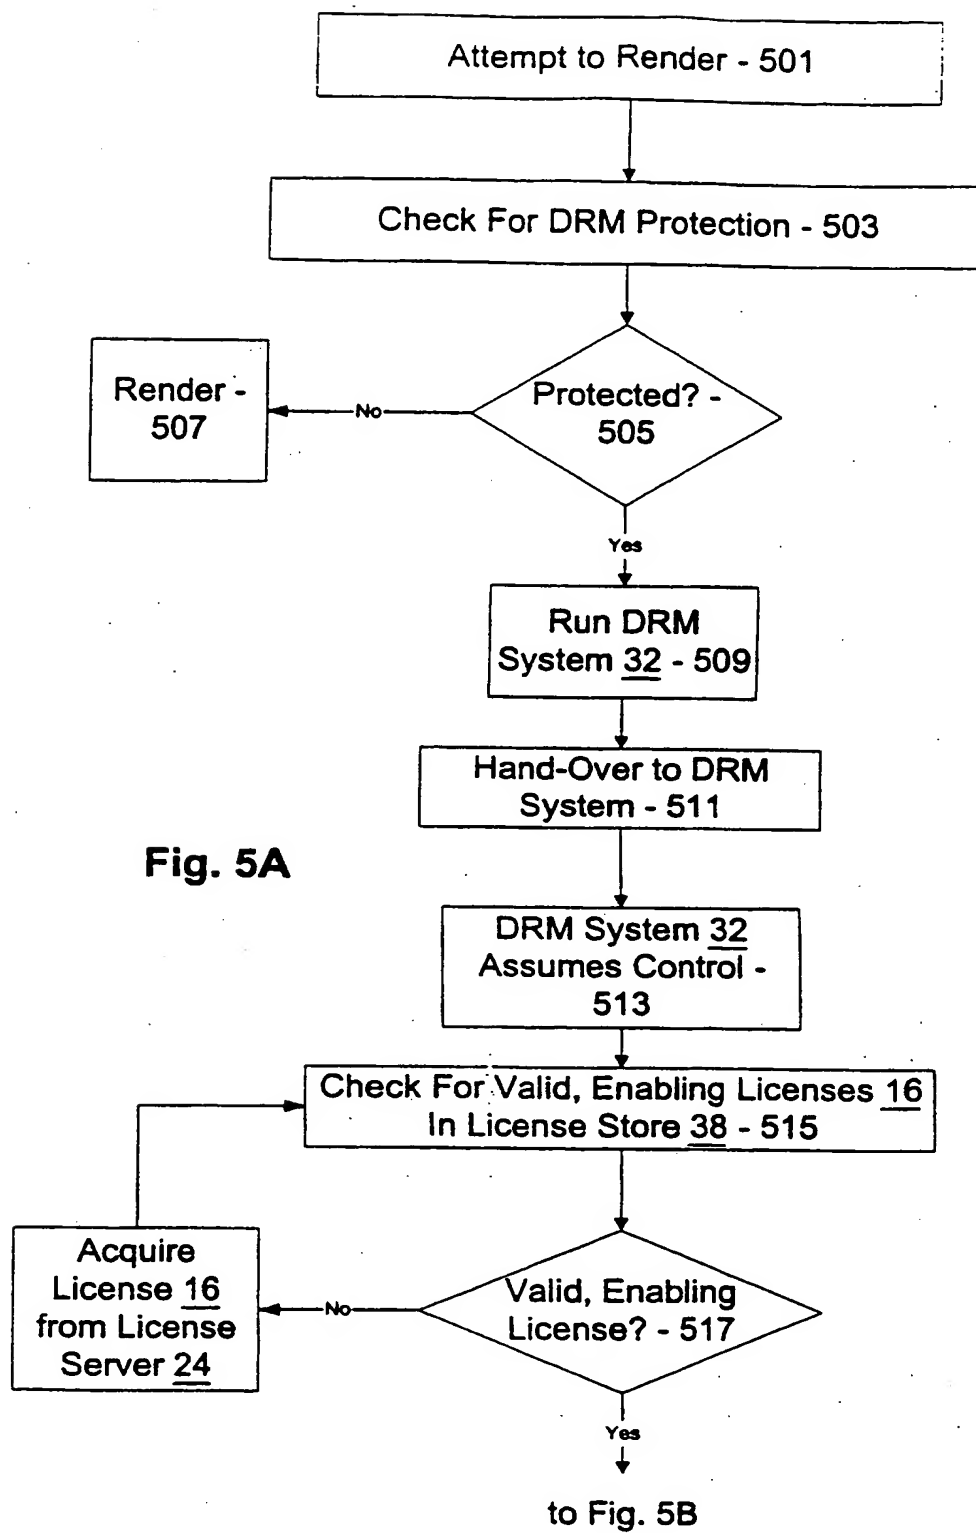 Attempt to Render - 501
Check For DRM Protection - 503
Render -
507
No
Protected? -
505
Yes
Run DRM
System 32 - 509
Hand-Over to DRM
System - 511
Fig. 5A
DRM System 32
Assumes Control -
513
Check For Valid, Enabling Licenses 16
In License Store 38 - 515
Acquire
License 16
from License
Server 24
No
Valid, Enabling
License? - 517
Yes
to Fig. 5B